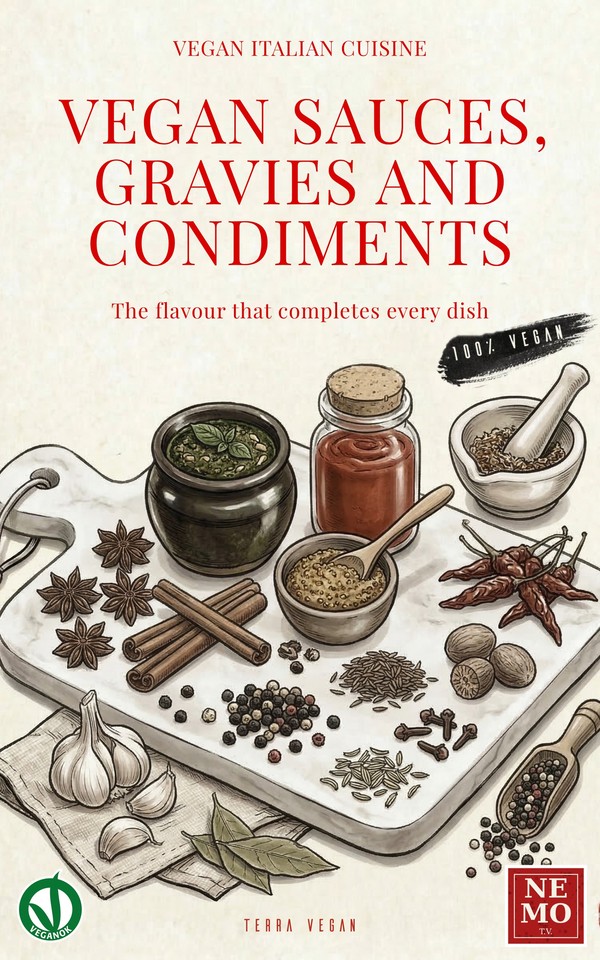 VEGAN ITALIAN CUISINE
VEGAN SAUCES,
GRAVIES AND
CONDIMENTS
The flavour that completes every dish
100% VEGAN
VEGANOK
TERRA VEGAN
NE
MO
T.V.